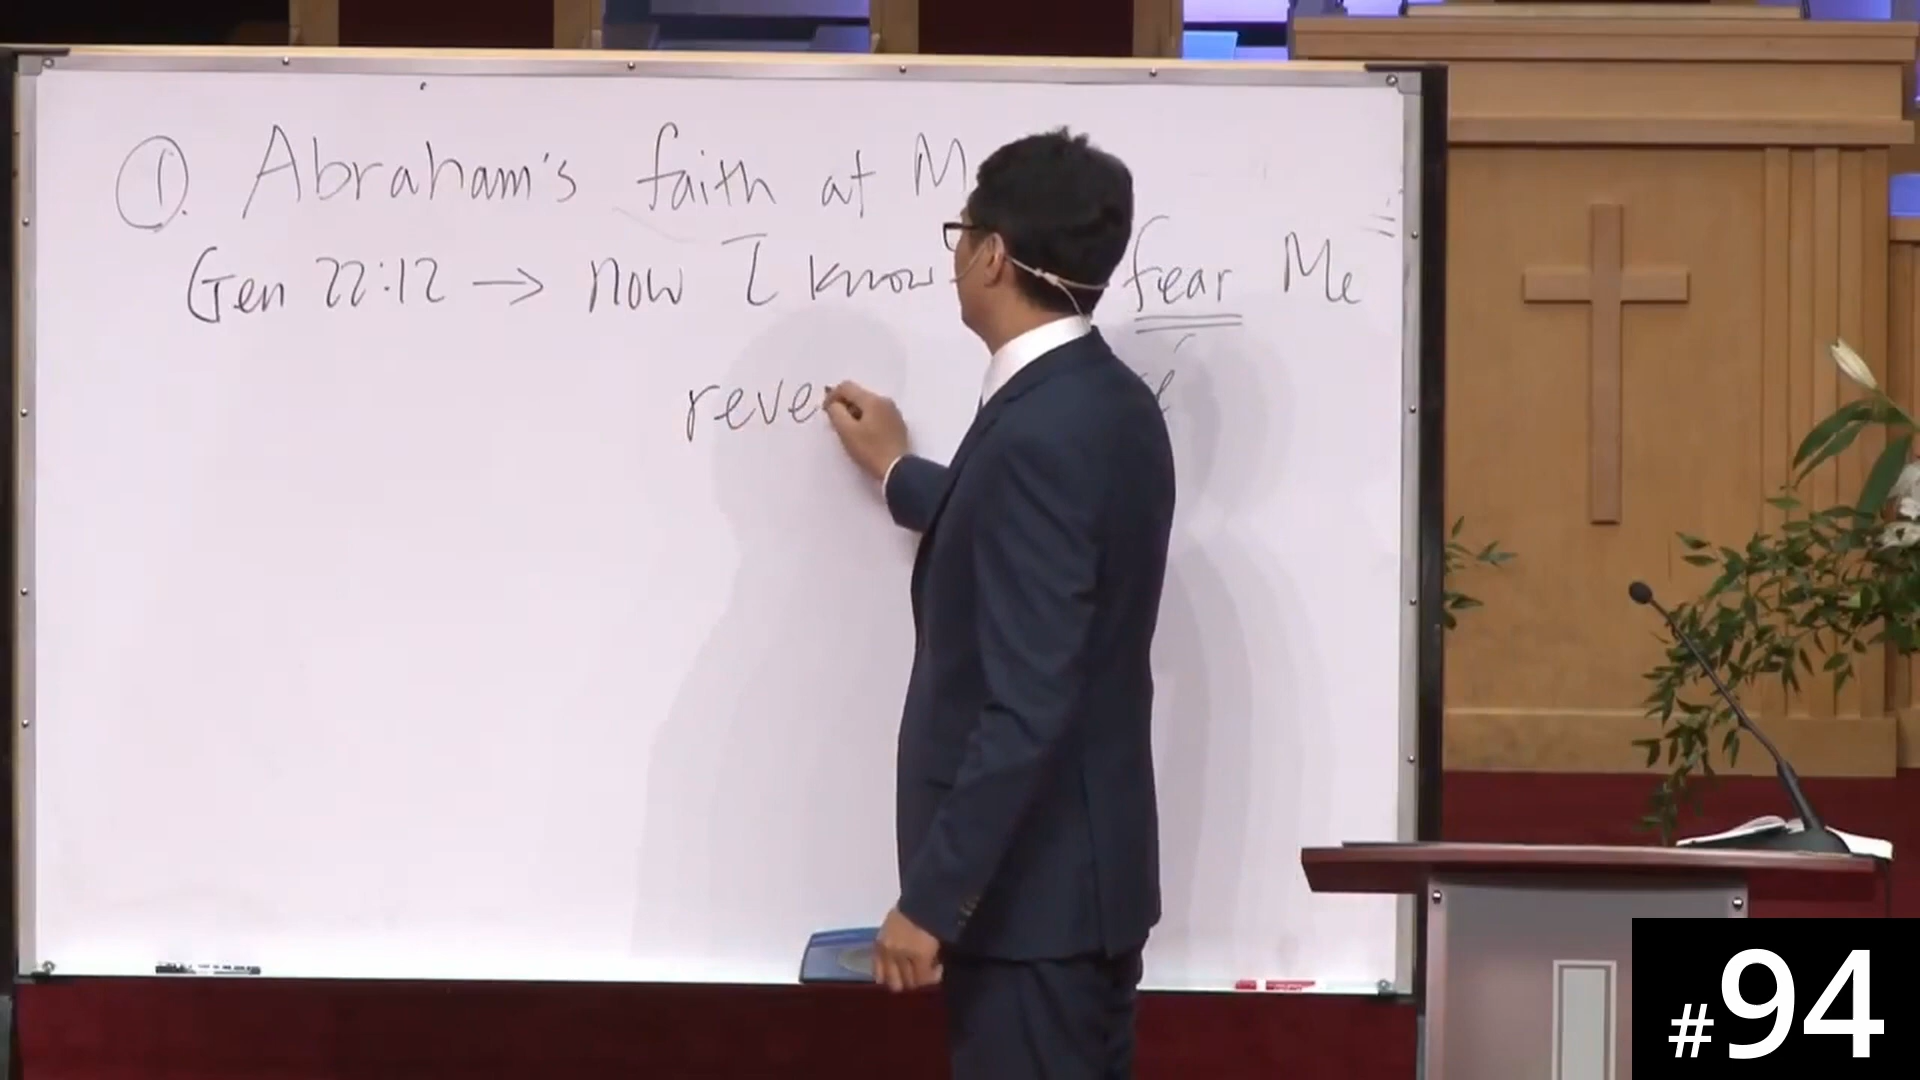 ①. Abraham's faith at M
Gen 22:12 → now I know fear Me
reve
#94